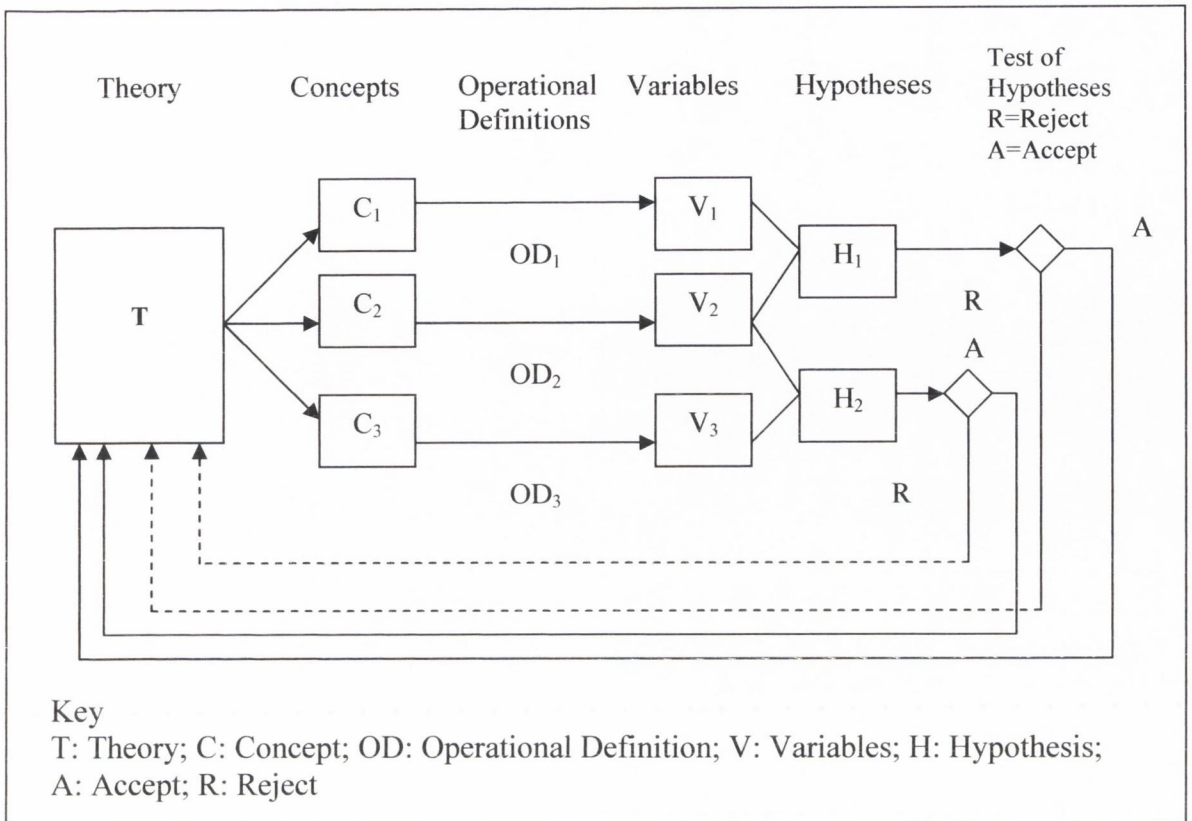 Theory
Concepts
Operational
Definitions
Variables
Hypotheses
Test of
Hypotheses
R=Reject
A=Accept
T
C₁
C₂
C₃
OD₁
OD₂
OD₃
V₁
V₂
V₃
H₁
H₂
A
R
A
R
Key
T: Theory; C: Concept; OD: Operational Definition; V: Variables; H: Hypothesis;
A: Accept; R: Reject